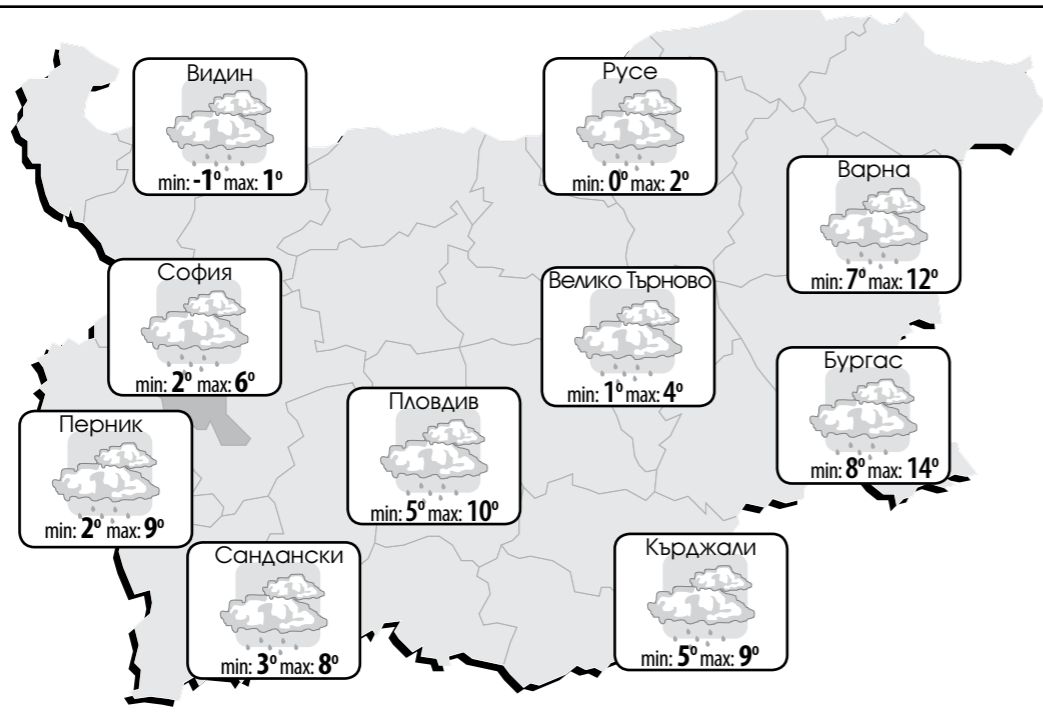 Видин
min: -1° max: 1°
Русе
min: 0° max: 2°
Варна
min: 7° max: 12°
София
min: 2° max: 6°
Велико Търново
min: 1° max: 4°
Бургас
min: 8° max: 14°
Пловдив
min: 5° max: 10°
Перник
min: 2° max: 9°
Сандански
min: 3° max: 8°
Кърджали
min: 5° max: 9°